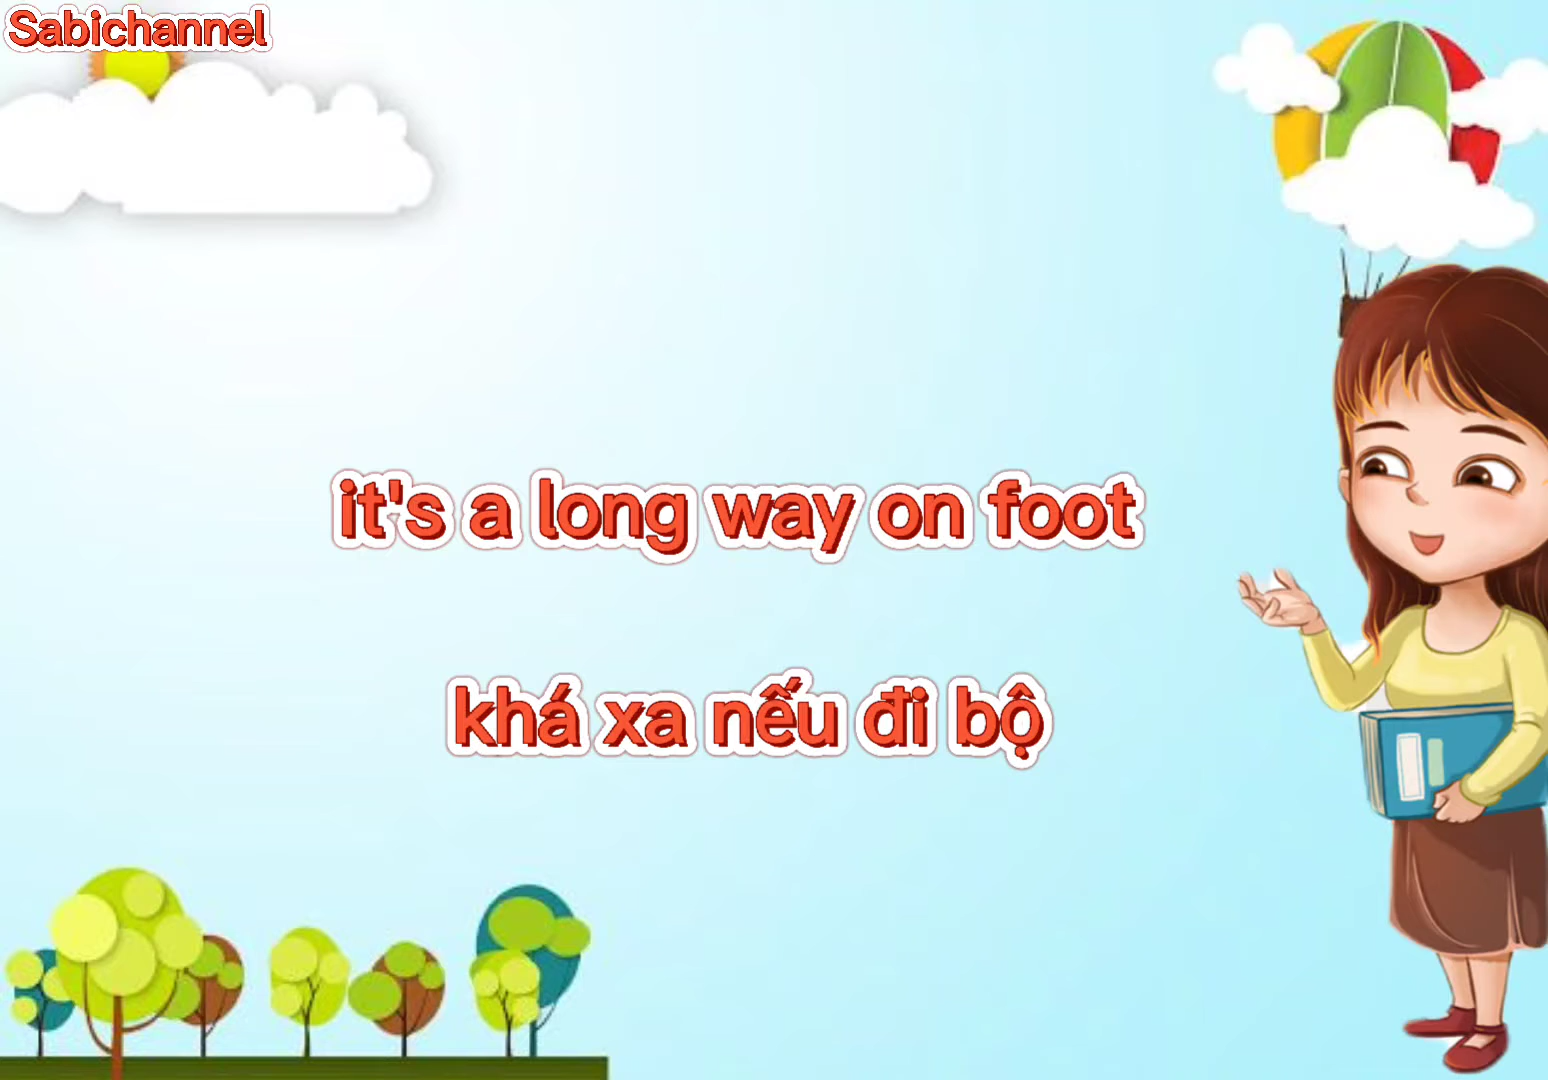 Sabichannel
it's a long way on foot
khá xa nếu đi bộ